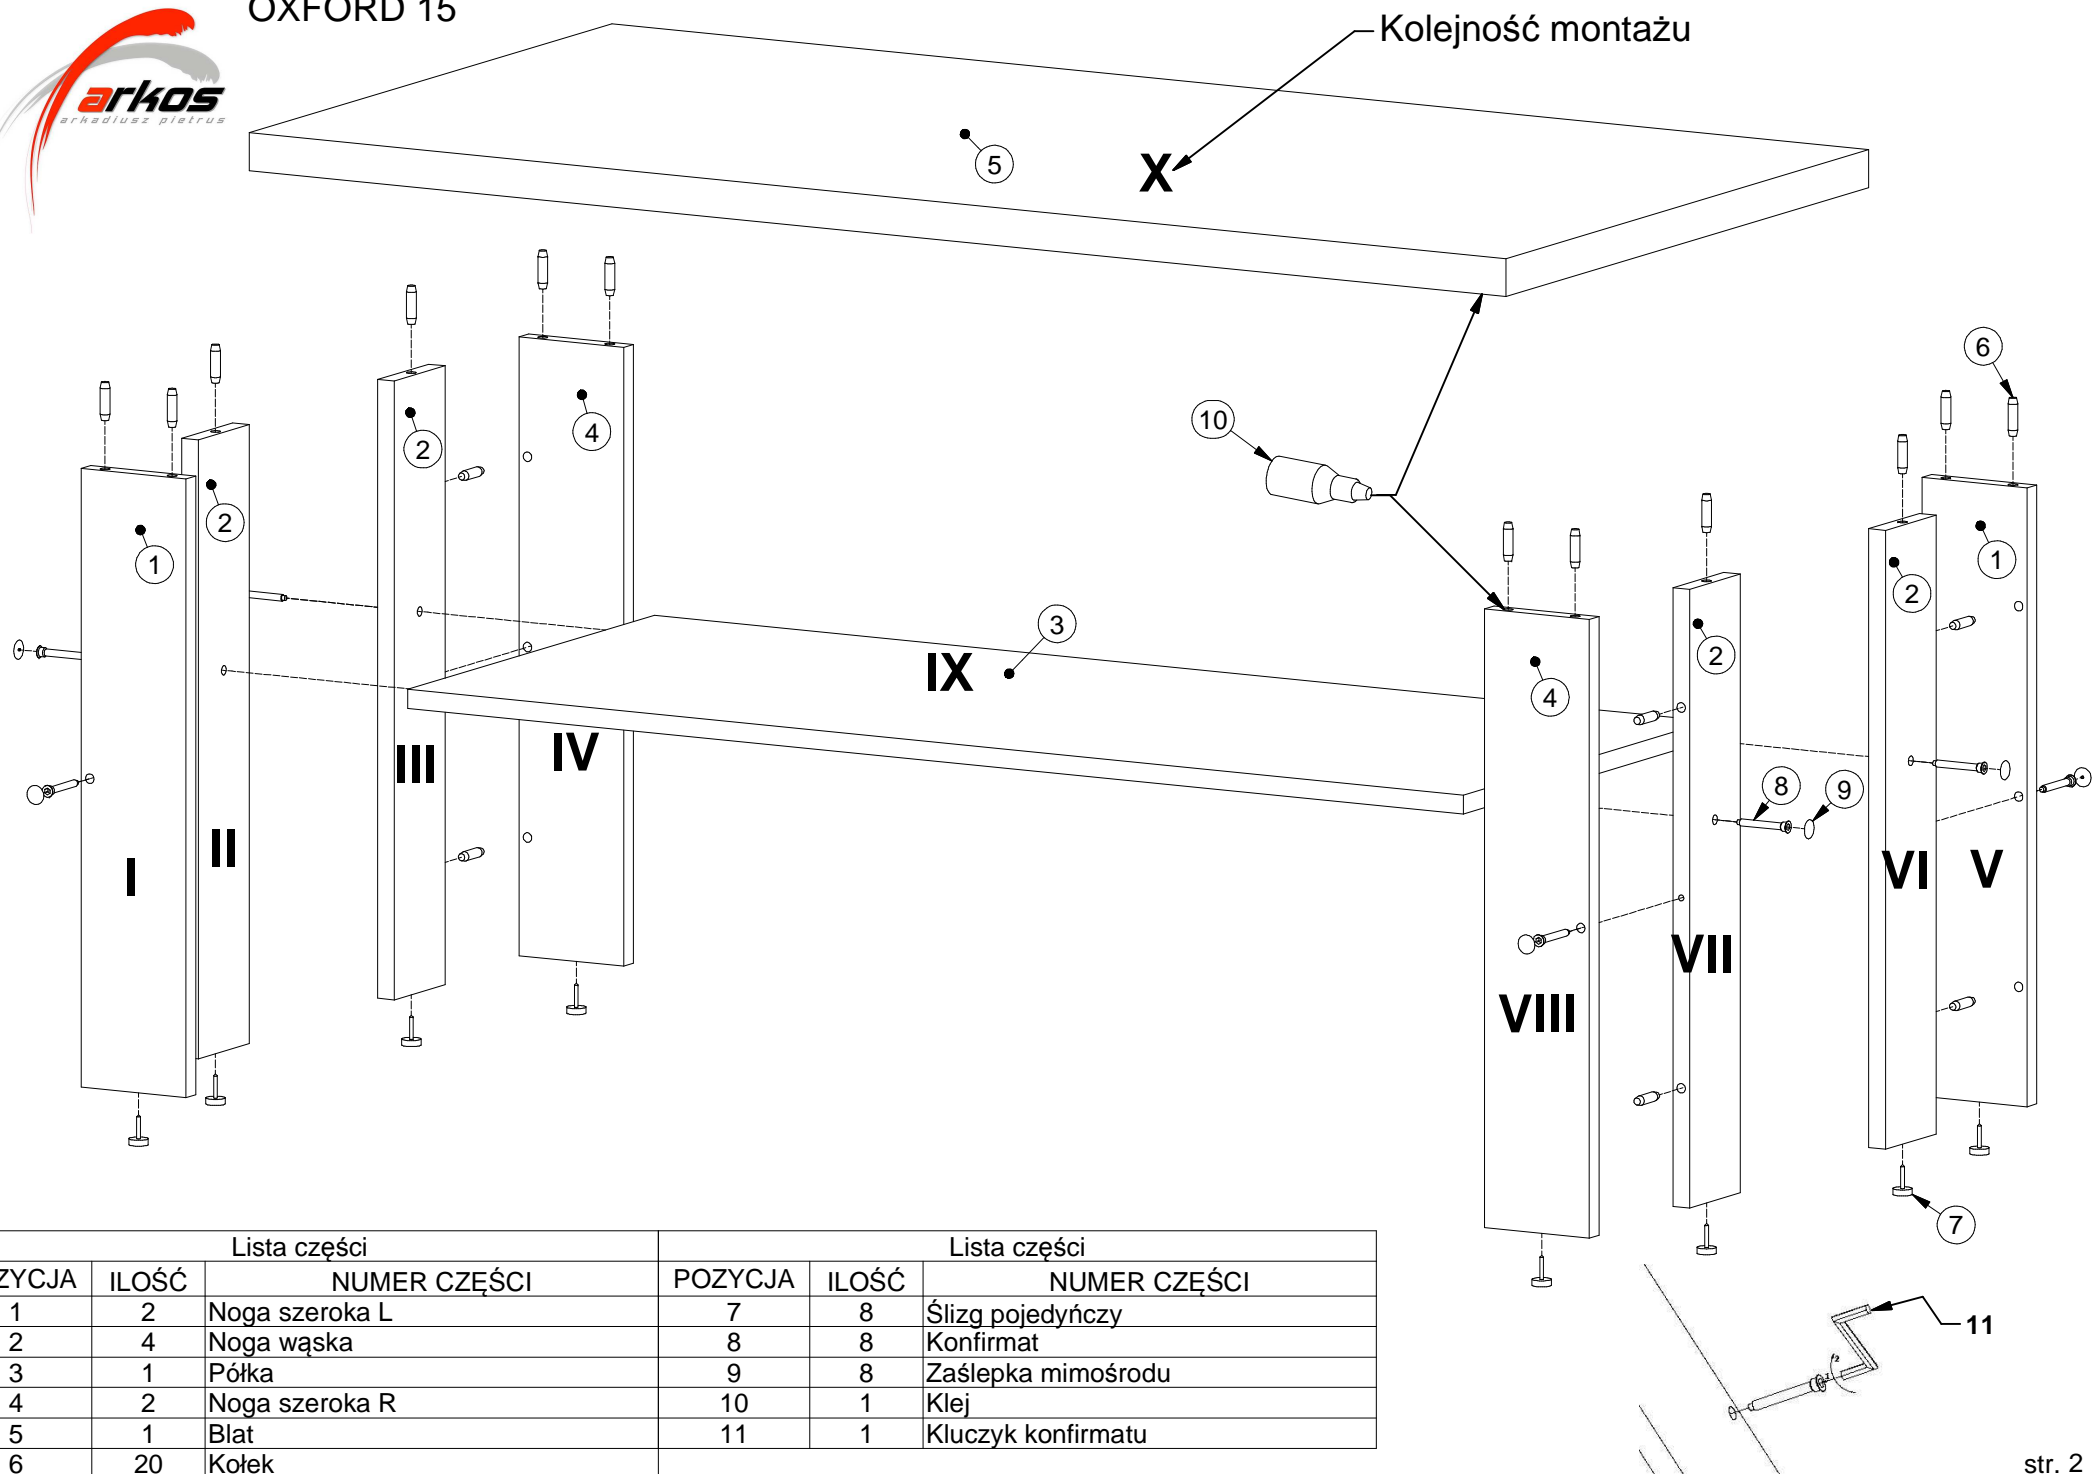 OXFORD 15
Kolejność montażu
arkos
arkadiusz pietrus
5
X
6
10
2
4
2
1
1
2
3
2
IX
4
III
IV
8
9
I
II
VI
V
VII
VIII
7
Lista części
Lista części
ZYCJA ILOŚĆ NUMER CZĘŚCI POZYCJA ILOŚĆ NUMER CZĘŚCI
1 2 Noga szeroka L 7 8 Ślizg pojedyńczy
2 4 Noga wąska 8 8 Konfirmat
3 1 Półka 9 8 Zaślepka mimośrodu
4 2 Noga szeroka R 10 1 Klej
5 1 Blat 11 1 Kluczyk konfirmatu
6 20 Kołek
11
str. 2